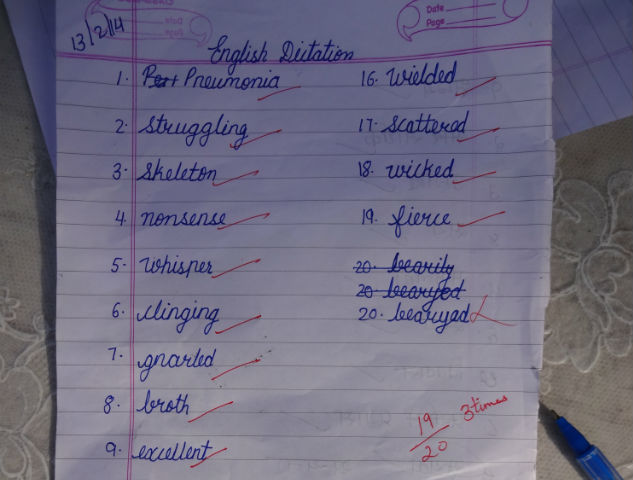 13/2/14
Date
Page
English Dictation
1. Pneumonia
2. struggling
3. skeleton
4. nonsense
5. whisper
6. clinging
7. gnarled
8. broth
9. excellent
16. wielded
17. scattered
18. wicked
19. fierce
20. bearily
20 bearyed
20. bearyad
19/20
3 times